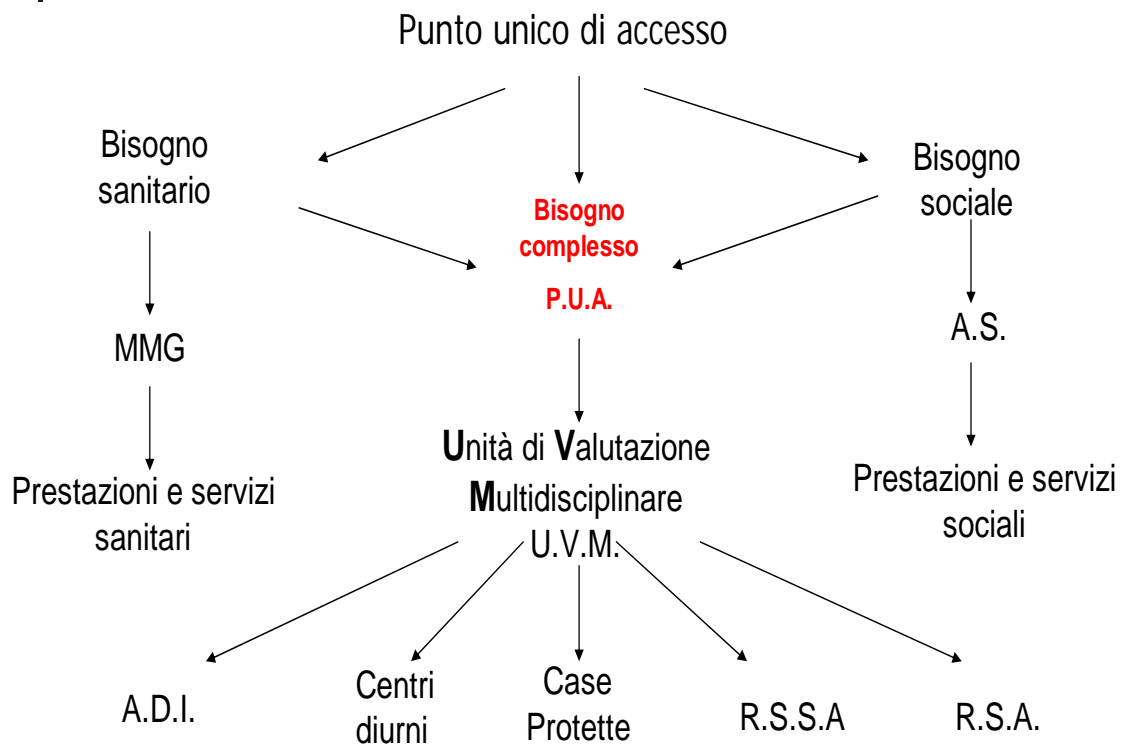 Punto unico di accesso
Bisogno
sanitario
Bisogno
complesso
P.U.A.
Bisogno
sociale
MMG
A.S.
Unità di Valutazione
Multidisciplinare
U.V.M.
Prestazioni e servizi
sanitari
Prestazioni e servizi
sociali
A.D.I.
Centri
diurni
Case
Protette
R.S.S.A
R.S.A.